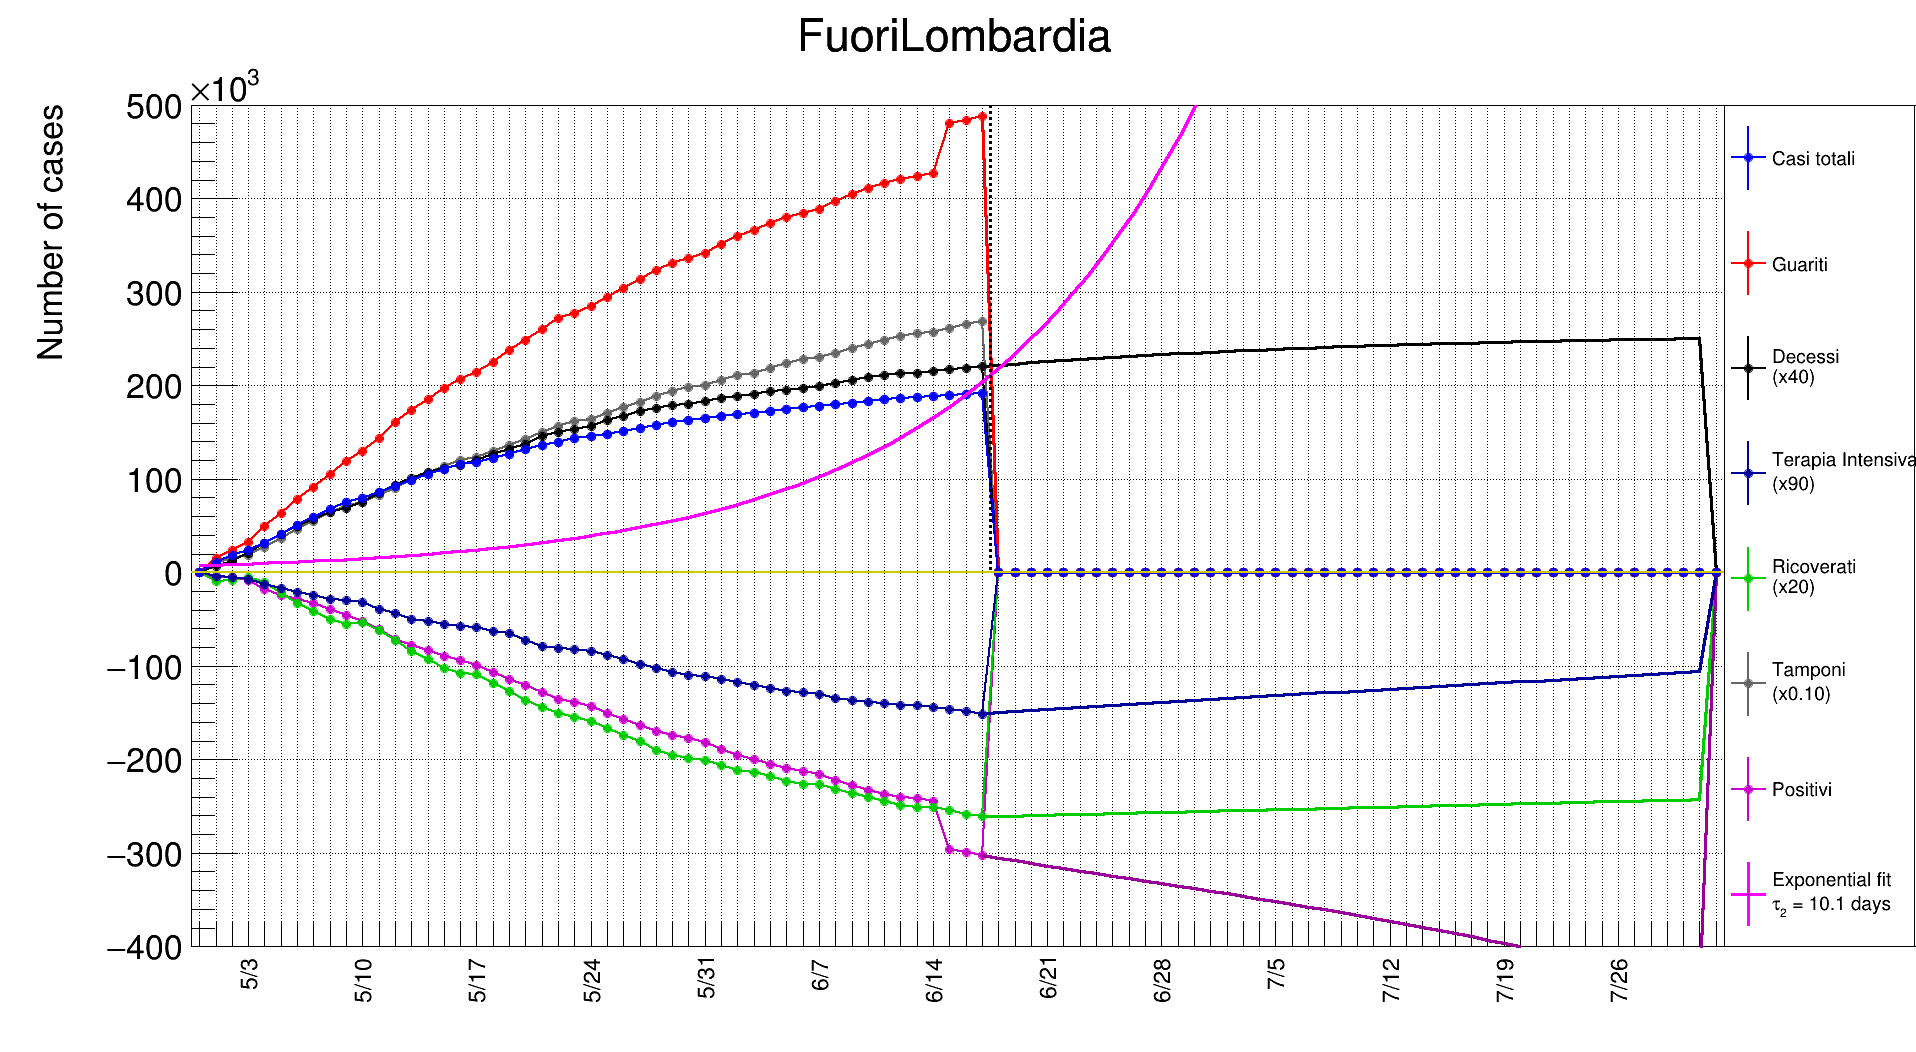 FuoriLombardia
×10³
Number of cases
500
400
300
200
100
0
−100
−200
−300
−400
5/3
5/10
5/17
5/24
5/31
6/7
6/14
6/21
6/28
7/5
7/12
7/19
7/26
Casi totali
Guariti
Decessi
(x40)
Terapia Intensiva
(x90)
Ricoverati
(x20)
Tamponi
(x0.10)
Positivi
Exponential fit
τ₂ = 10.1 days